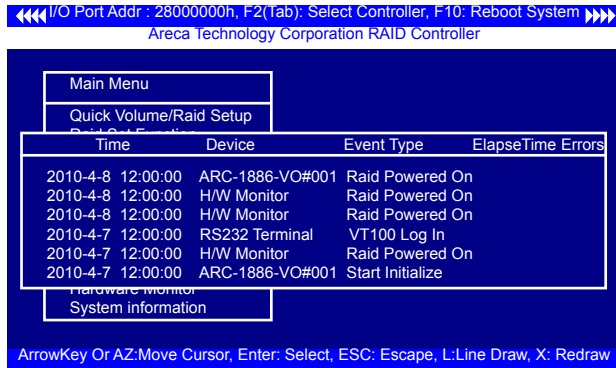 I/O Port Addr : 28000000h, F2(Tab): Select Controller, F10: Reboot System
Areca Technology Corporation RAID Controller
Main Menu
Quick Volume/Raid Setup
Raid Set Function
Time Device Event Type ElapseTime Errors
2010-4-8 12:00:00 ARC-1886-VO#001 Raid Powered On
2010-4-8 12:00:00 H/W Monitor Raid Powered On
2010-4-8 12:00:00 H/W Monitor Raid Powered On
2010-4-7 12:00:00 RS232 Terminal VT100 Log In
2010-4-7 12:00:00 H/W Monitor Raid Powered On
2010-4-7 12:00:00 ARC-1886-VO#001 Start Initialize
Hardware Monitor
System information
ArrowKey Or AZ:Move Cursor, Enter: Select, ESC: Escape, L:Line Draw, X: Redraw